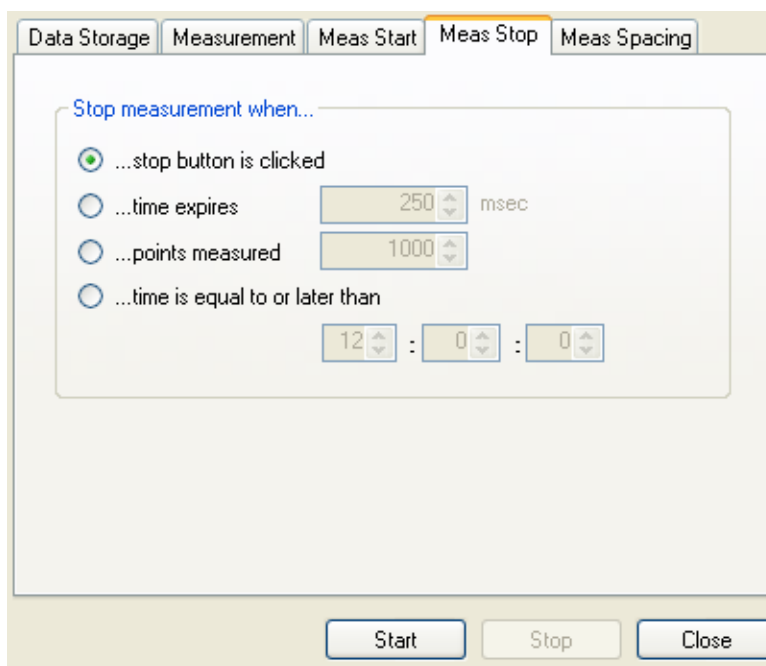 Data Storage Measurement Meas Start Meas Stop Meas Spacing
Stop measurement when...
...stop button is clicked
...time expires 250 msec
...points measured 1000
...time is equal to or later than
12 : 0 : 0
Start Stop Close